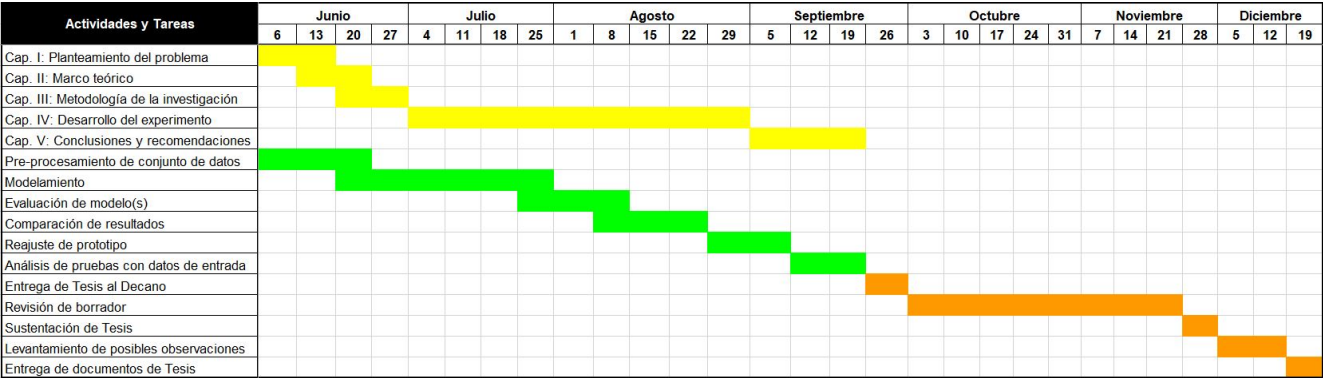 Actividades y Tareas
Junio Julio Agosto Septiembre Octubre Noviembre Diciembre
6 13 20 27 4 11 18 25 1 8 15 22 29 5 12 19 26 3 10 17 24 31 7 14 21 28 5 12 19
Cap. I: Planteamiento del problema
Cap. II: Marco teórico
Cap. III: Metodología de la investigación
Cap. IV: Desarrollo del experimento
Cap. V: Conclusiones y recomendaciones
Pre-procesamiento de conjunto de datos
Modelamiento
Evaluación de modelo(s)
Comparación de resultados
Reajuste de prototipo
Análisis de pruebas con datos de entrada
Entrega de Tesis al Decano
Revisión de borrador
Sustentación de Tesis
Levantamiento de posibles observaciones
Entrega de documentos de Tesis